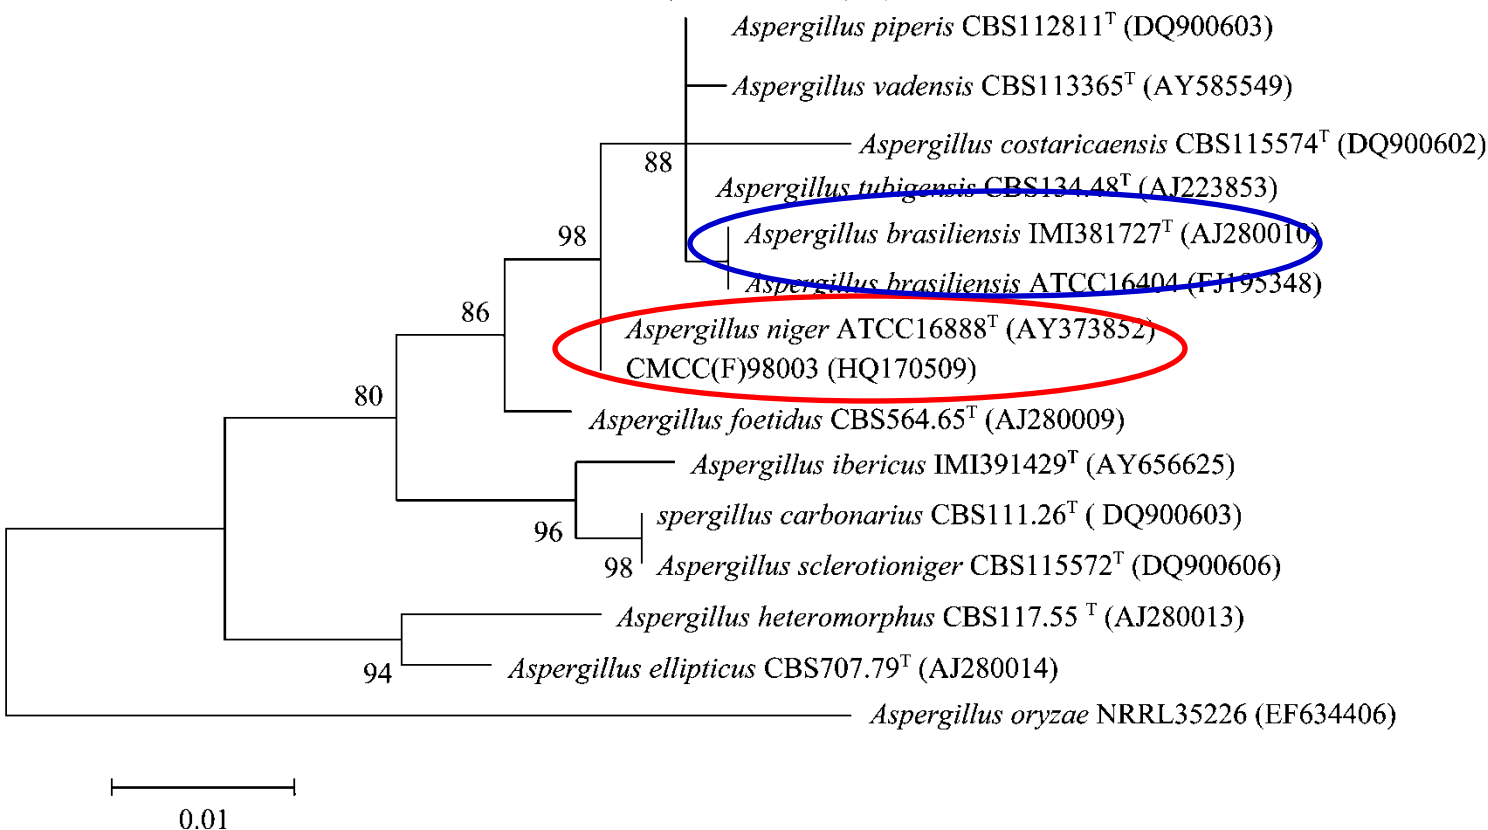 Aspergillus piperis CBS112811T (DQ900603)
Aspergillus vadensis CBS113365T (AY585549)
Aspergillus costaricaensis CBS115574T (DQ900602)
88
Aspergillus tubigensis CBS134.48T (AJ223853)
Aspergillus brasiliensis IMI381727T (AJ280010)
98
Aspergillus brasiliensis ATCC16404 (FJ195348)
86
Aspergillus niger ATCC16888T (AY373852)
CMCC(F)98003 (HQ170509)
80
Aspergillus foetidus CBS564.65T (AJ280009)
Aspergillus ibericus IMI391429T (AY656625)
spergillus carbonarius CBS111.26T ( DQ900603)
96
98
Aspergillus sclerotioniger CBS115572T (DQ900606)
Aspergillus heteromorphus CBS117.55 T (AJ280013)
94
Aspergillus ellipticus CBS707.79T (AJ280014)
Aspergillus oryzae NRRL35226 (EF634406)
0.01